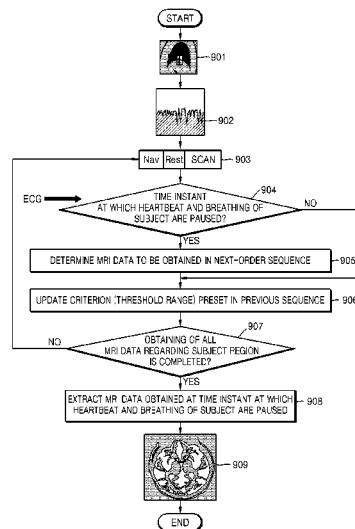 START
901
902
Nav Rest SCAN
903
ECG
904
TIME INSTANT
AT WHICH HEARTBEAT AND BREATHING OF
SUBJECT ARE PAUSED?
NO
YES
DETERMINE MRI DATA TO BE OBTAINED IN NEXT-ORDER SEQUENCE
905
UPDATE CRITERION (THRESHOLD RANGE) PRESET IN PREVIOUS SEQUENCE
906
907
NO
OBTAINING OF ALL
MRI DATA REGARDING SUBJECT REGION
IS COMPLETED?
YES
EXTRACT MRI DATA OBTAINED AT TIME INSTANT AT WHICH
HEARTBEAT AND BREATHING OF SUBJECT ARE PAUSED
908
909
END